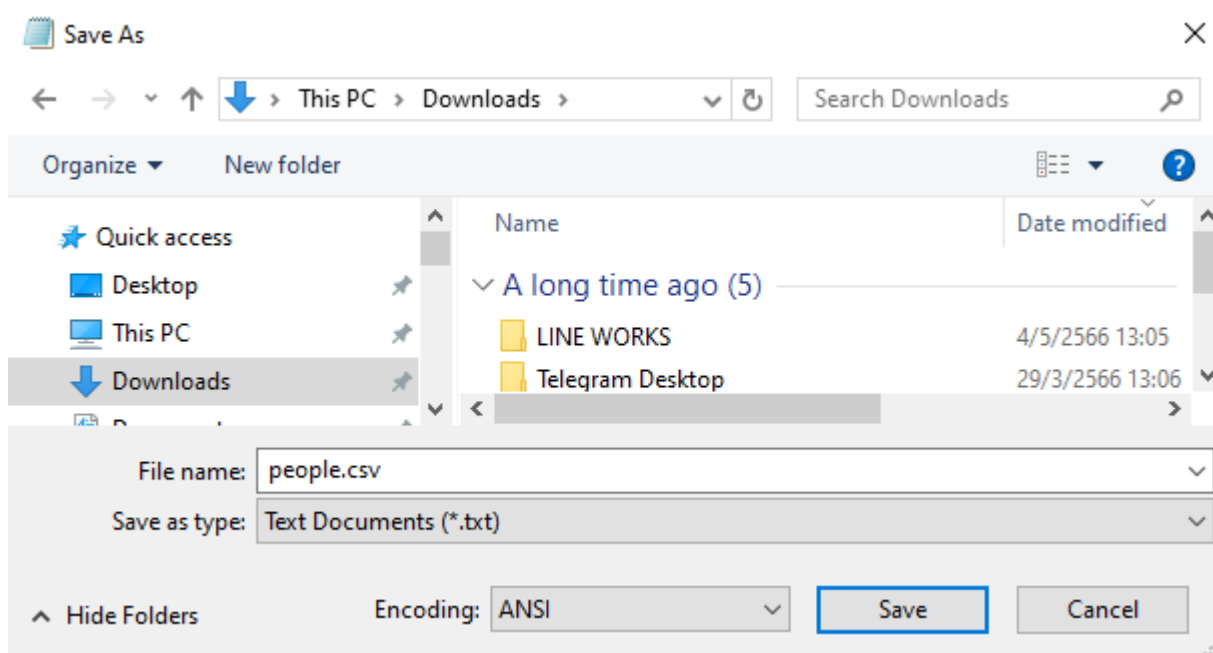 Save As
This PC > Downloads >
Search Downloads
Organize
New folder
Quick access
Desktop
This PC
Downloads
Name
Date modified
A long time ago (5)
LINE WORKS
4/5/2566 13:05
Telegram Desktop
29/3/2566 13:06
File name: people.csv
Save as type: Text Documents (*.txt)
Hide Folders
Encoding: ANSI
Save
Cancel